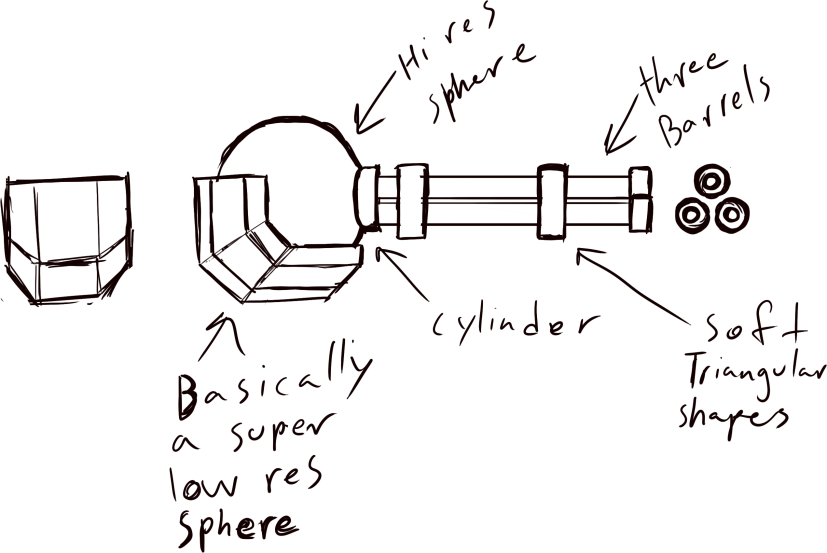 Hi res
sphere
three
Barrels
cylinder
soft
Triangular
shapes
Basically
a super
low res
sphere